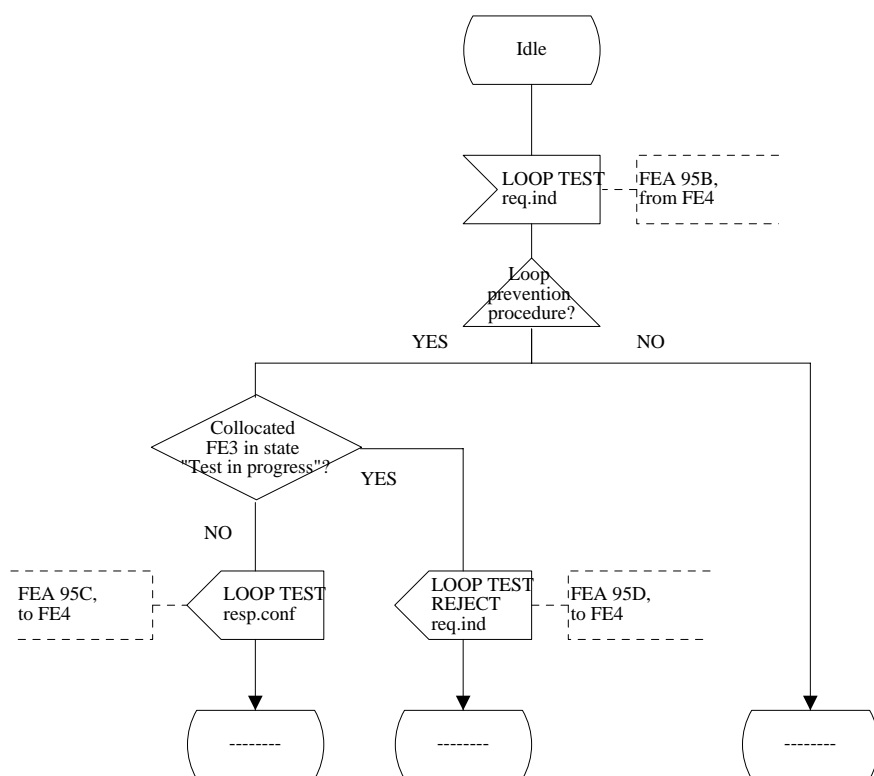 Idle
LOOP TEST
req.ind
FEA 95B,
from FE4
Loop
prevention
procedure?
YES
NO
Collocated
FE3 in state
"Test in progress"?
YES
NO
FEA 95C,
to FE4
LOOP TEST
resp.conf
LOOP TEST
REJECT
req.ind
FEA 95D,
to FE4
--------
--------
--------